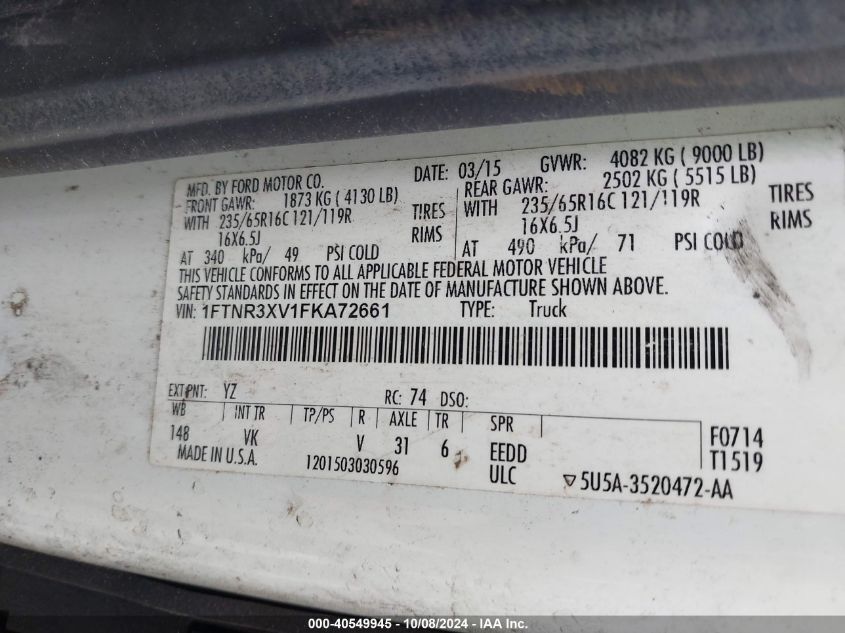 MFD. BY FORD MOTOR CO. DATE: 03/15 GVWR: 4082 KG ( 9000 LB)
FRONT GAWR: 1873 KG ( 4130 LB) REAR GAWR: 2502 KG ( 5515 LB)
WITH 235/65R16C 121/119R TIRES WITH 235/65R16C 121/119R TIRES
16X6.5J RIMS 16X6.5J RIMS
AT 340 kPa/ 49 PSI COLD AT 490 kPa/ 71 PSI COLD
THIS VEHICLE CONFORMS TO ALL APPLICABLE FEDERAL MOTOR VEHICLE
SAFETY STANDARDS IN EFFECT ON THE DATE OF MANUFACTURE SHOWN ABOVE.
VIN: 1FTNR3XV1FKA72661 TYPE: Truck
EXT PNT: YZ RC: 74 DSO:
WB INT TR TP/PS R AXLE TR SPR
148 VK V 31 6 EEDD F0714
MADE IN U.S.A. 1201503030596 ULC T1519
▽5U5A-3520472-AA
000-40549945 - 10/08/2024 - IAA Inc.